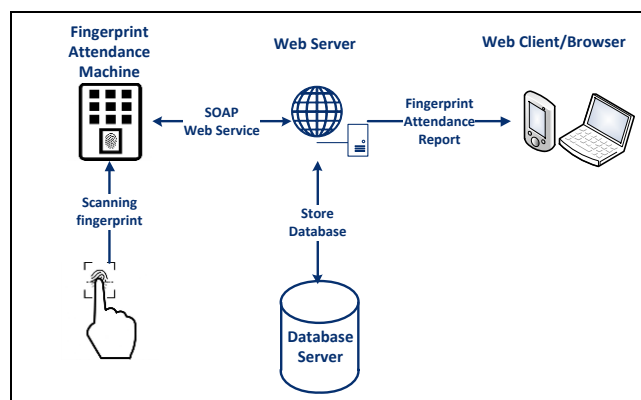 Fingerprint
Attendance
Machine
Web Server
Web Client/Browser
SOAP
Web Service
Fingerprint
Attendance
Report
Scanning
fingerprint
Store
Database
Database
Server